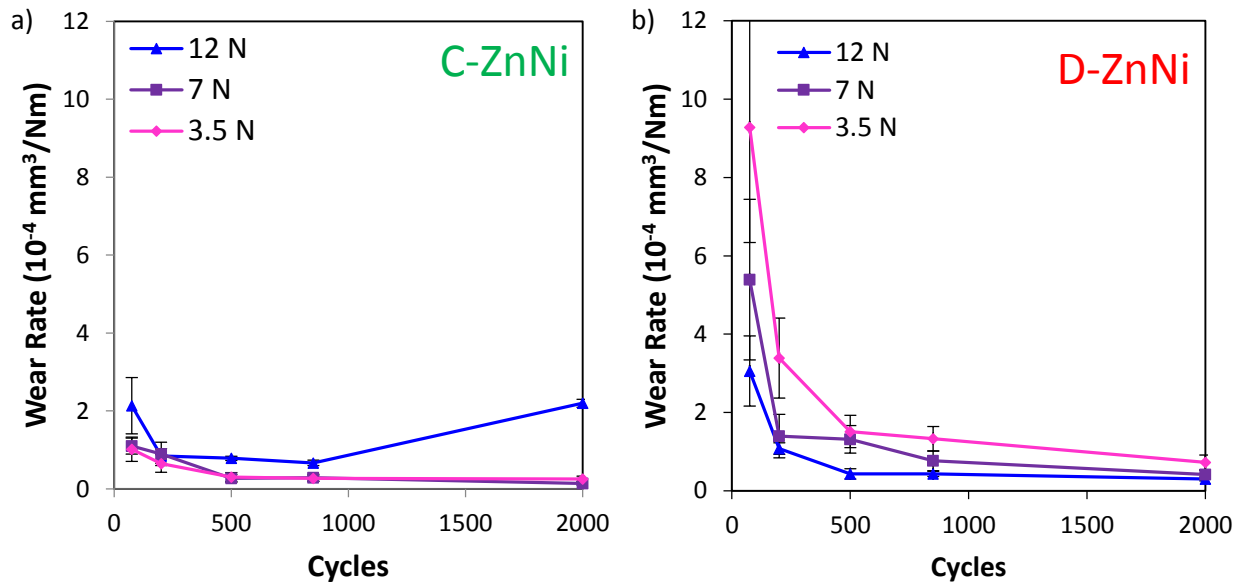 a)
12 N
7 N
3.5 N
C-ZnNi
Wear Rate (10⁻⁴ mm³/Nm)
12
10
8
6
4
2
0
0 500 1000 1500 2000
Cycles
b)
12 N
7 N
3.5 N
D-ZnNi
Wear Rate (10⁻⁴ mm³/Nm)
12
10
8
6
4
2
0
0 500 1000 1500 2000
Cycles